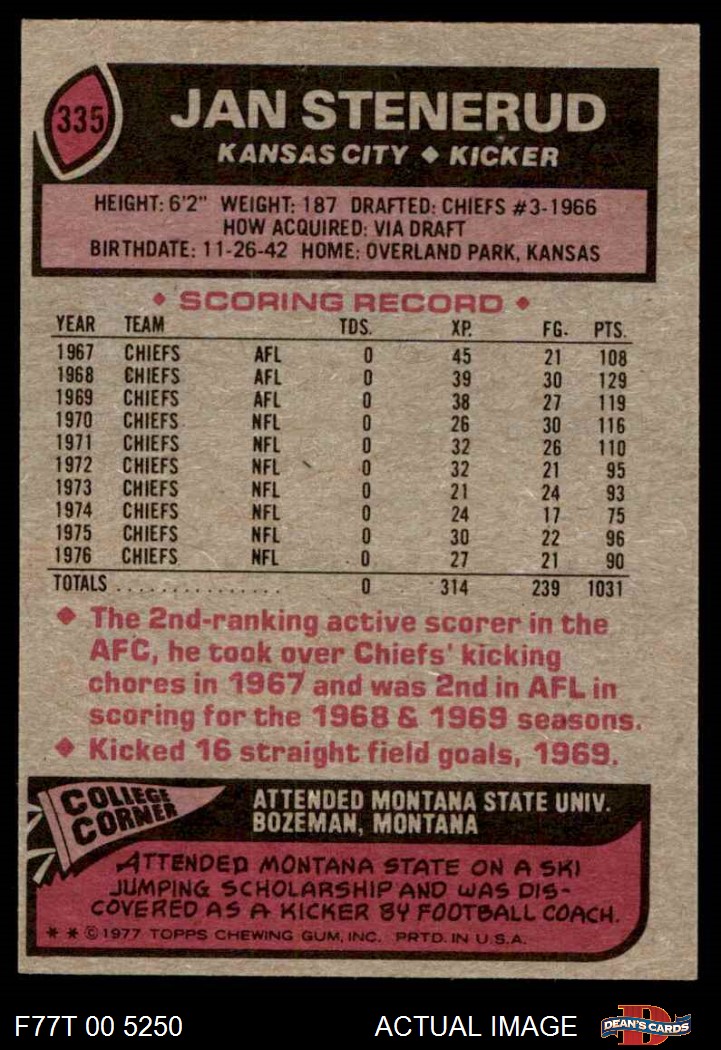 335
JAN STENERUD
KANSAS CITY ◆ KICKER
HEIGHT: 6'2" WEIGHT: 187 DRAFTED: CHIEFS #3-1966
HOW ACQUIRED: VIA DRAFT
BIRTHDATE: 11-26-42 HOME: OVERLAND PARK, KANSAS
◆ SCORING RECORD ◆
YEAR TEAM TDS. XP. FG. PTS.
1967 CHIEFS AFL 0 45 21 108
1968 CHIEFS AFL 0 39 30 129
1969 CHIEFS AFL 0 38 27 119
1970 CHIEFS NFL 0 26 30 116
1971 CHIEFS NFL 0 32 26 110
1972 CHIEFS NFL 0 32 21 95
1973 CHIEFS NFL 0 21 24 93
1974 CHIEFS NFL 0 24 17 75
1975 CHIEFS NFL 0 30 22 96
1976 CHIEFS NFL 0 27 21 90
TOTALS ................ 0 314 239 1031
◆ The 2nd-ranking active scorer in the
AFC, he took over Chiefs' kicking
chores in 1967 and was 2nd in AFL in
scoring for the 1968 & 1969 seasons.
◆ Kicked 16 straight field goals, 1969.
COLLEGE
CORNER
ATTENDED MONTANA STATE UNIV.
BOZEMAN, MONTANA
ATTENDED MONTANA STATE ON A SKI
JUMPING SCHOLARSHIP AND WAS DIS-
COVERED AS A KICKER BY FOOTBALL COACH.
* * © 1977 TOPPS CHEWING GUM, INC. PRTD. IN U.S.A.
F77T 00 5250 ACTUAL IMAGE
DEAN'S CARDS